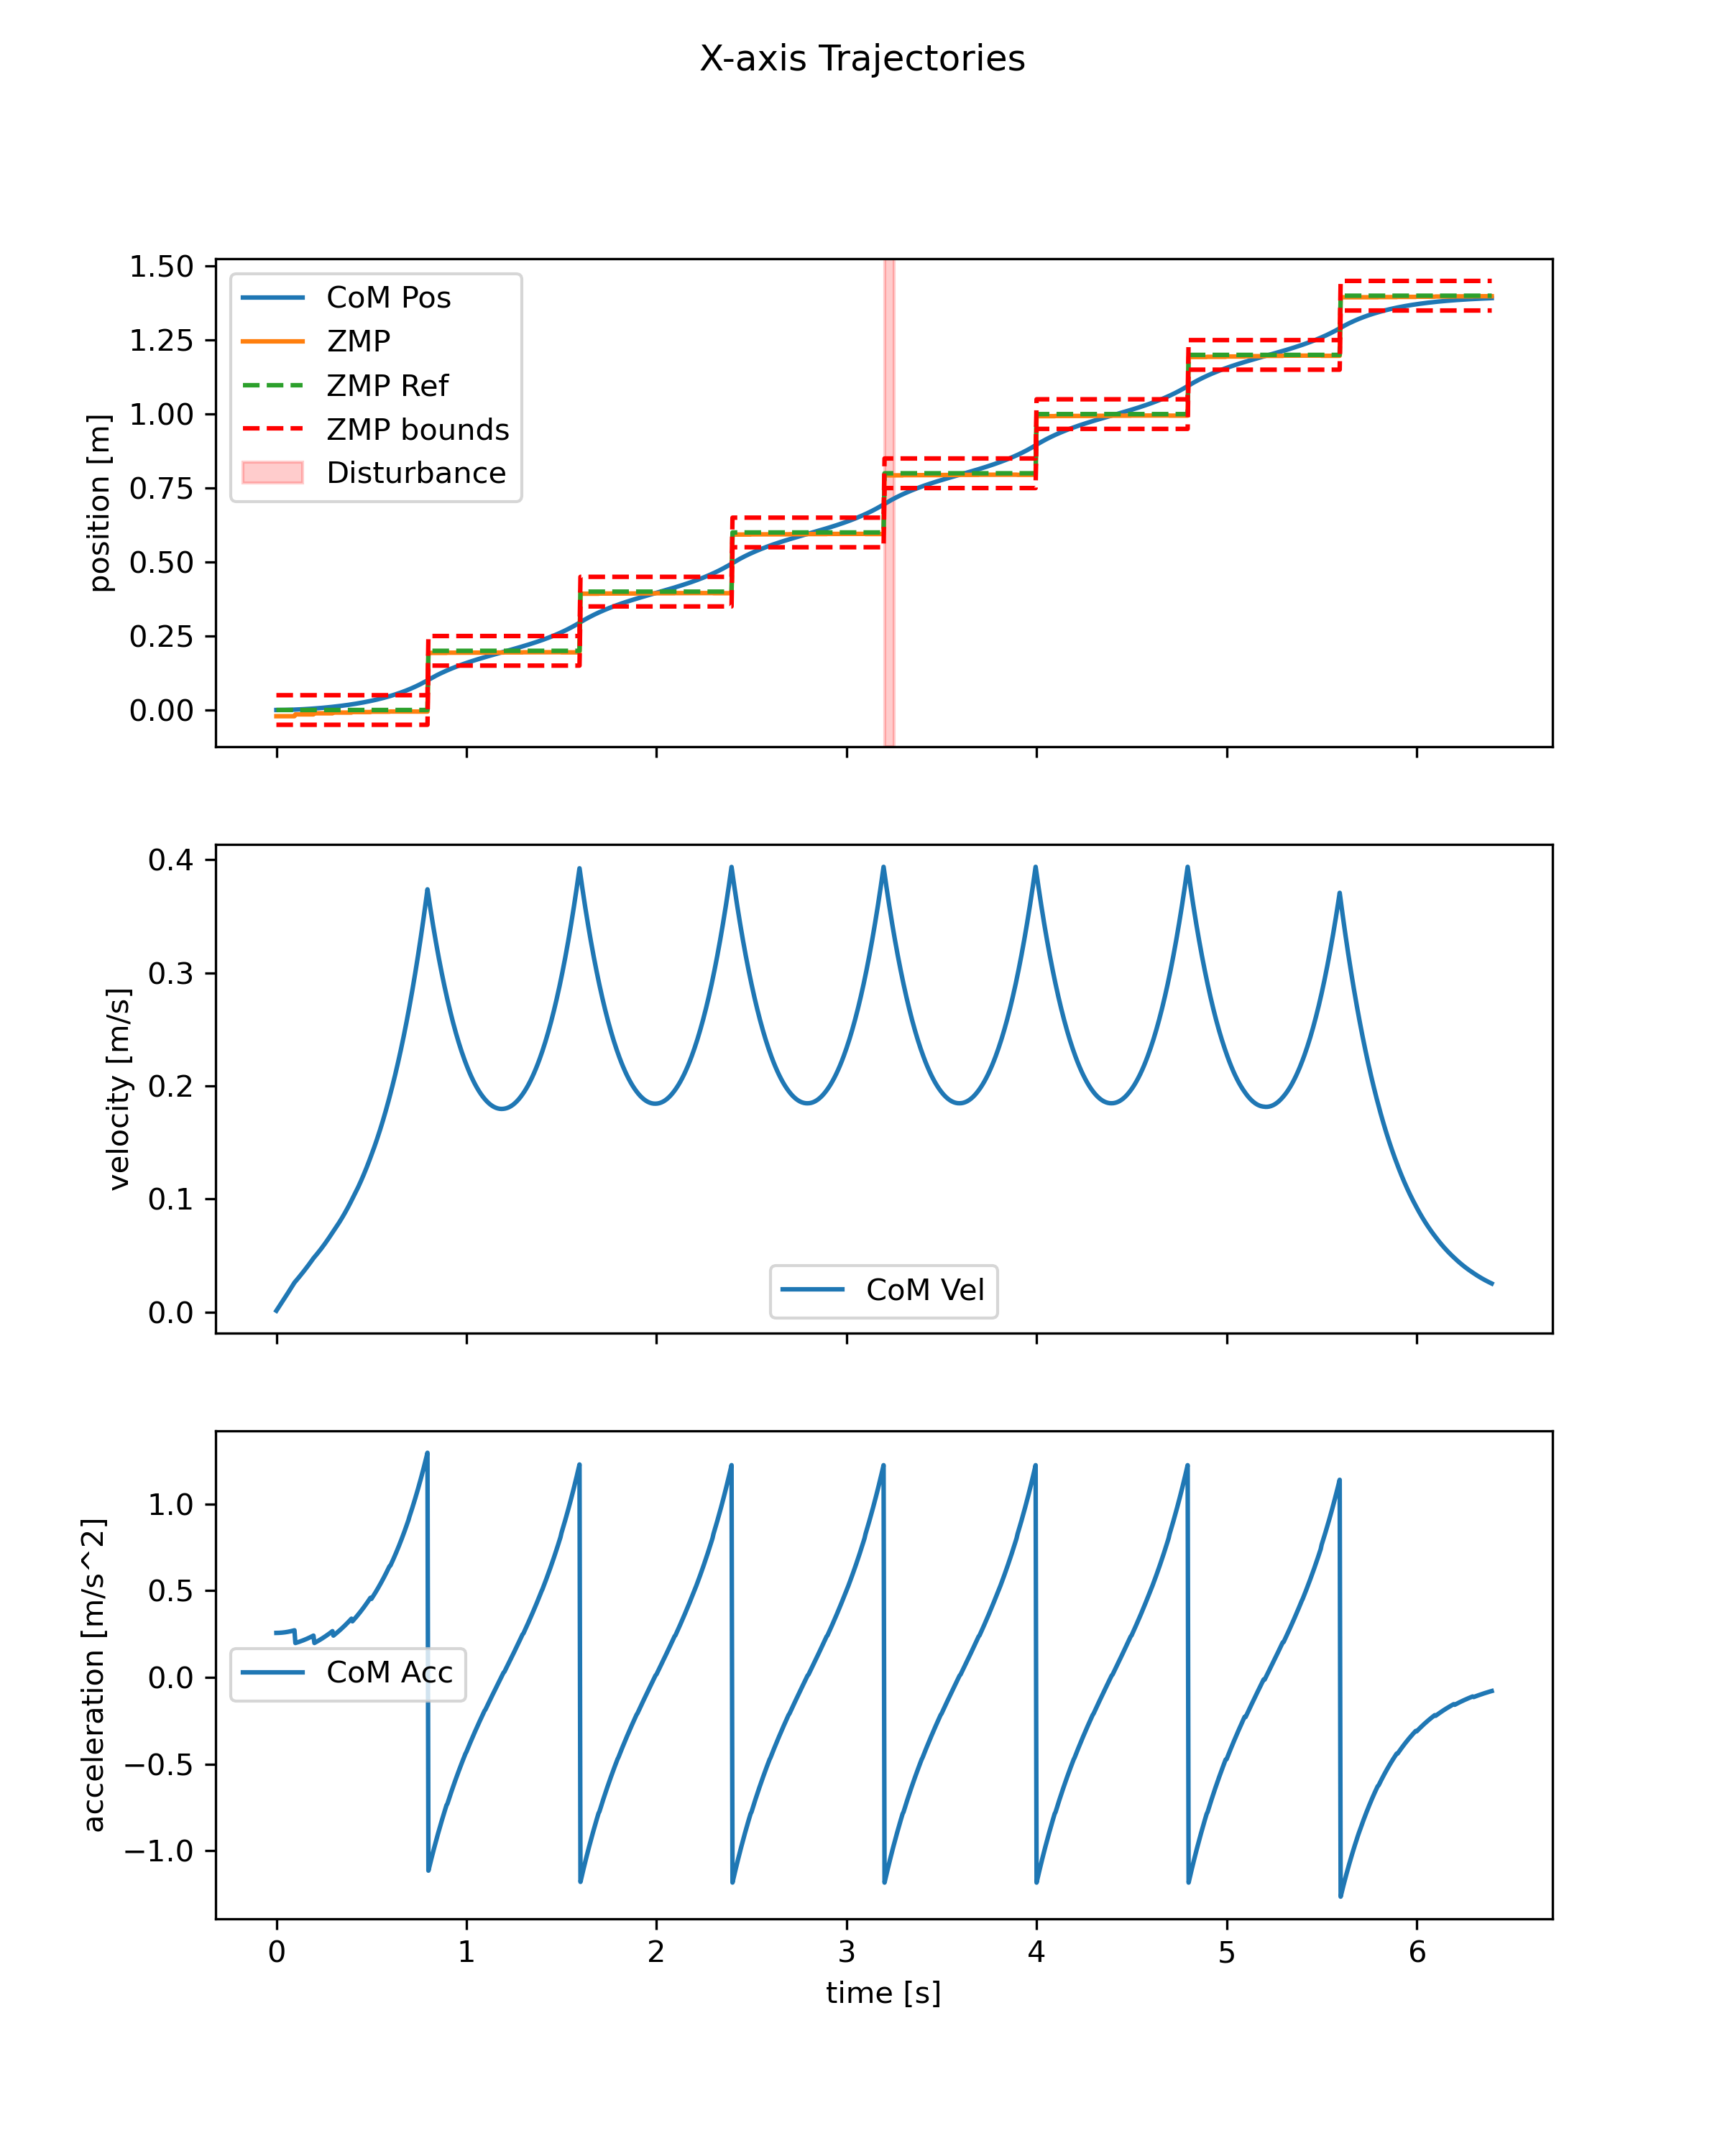 X-axis Trajectories
1.50
1.25
1.00
0.75
0.50
0.25
0.00
position [m]
CoM Pos
ZMP
ZMP Ref
ZMP bounds
Disturbance
0.4
0.3
0.2
0.1
0.0
velocity [m/s]
CoM Vel
1.0
0.5
0.0
−0.5
−1.0
acceleration [m/s^2]
CoM Acc
0 1 2 3 4 5 6
time [s]